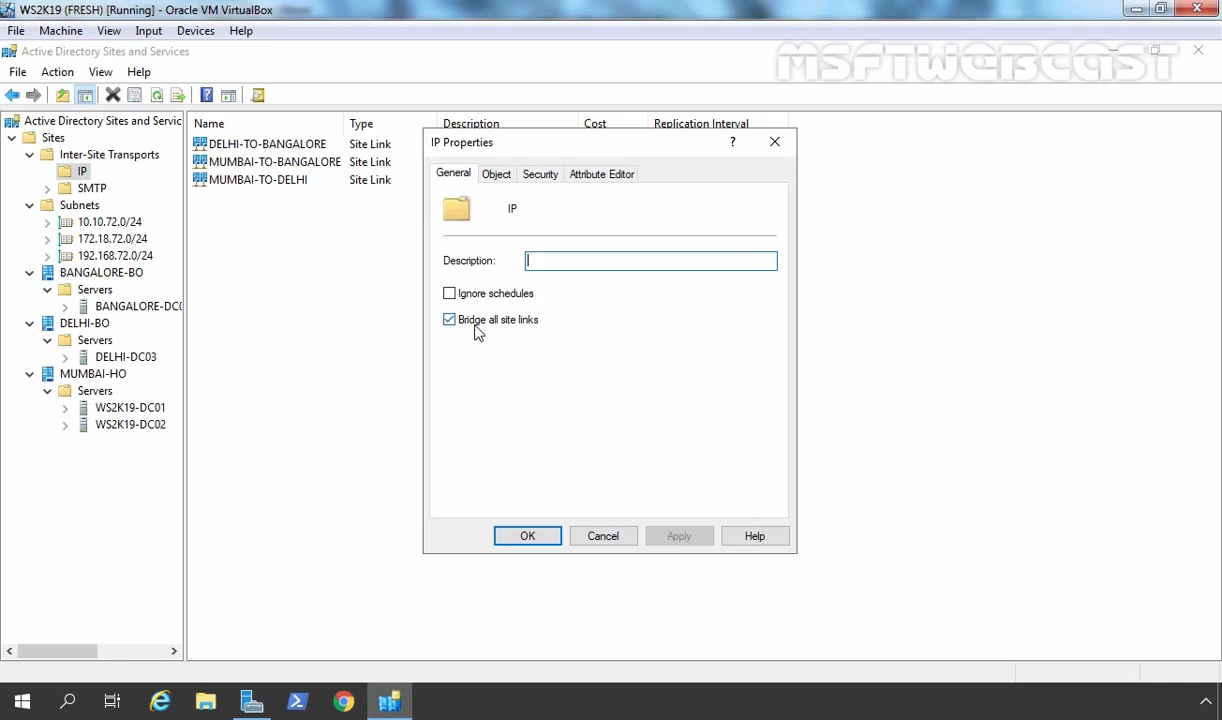 WS2K19 (FRESH) [Running] - Oracle VM VirtualBox
File Machine View Input Devices Help
Active Directory Sites and Services
MSFTWEBCAST
File Action View Help
Active Directory Sites and Servic
Sites
Inter-Site Transports
IP
SMTP
Subnets
10.10.72.0/24
172.18.72.0/24
192.168.72.0/24
BANGALORE-BO
Servers
BANGALORE-DC0
DELHI-BO
Servers
DELHI-DC03
MUMBAI-HO
Servers
WS2K19-DC01
WS2K19-DC02
Name Type Description Cost Replication Interval
DELHI-TO-BANGALORE Site Link
MUMBAI-TO-BANGALORE Site Link
MUMBAI-TO-DELHI Site Link
IP Properties
General Object Security Attribute Editor
IP
Description:
Ignore schedules
Bridge all site links
OK Cancel Apply Help